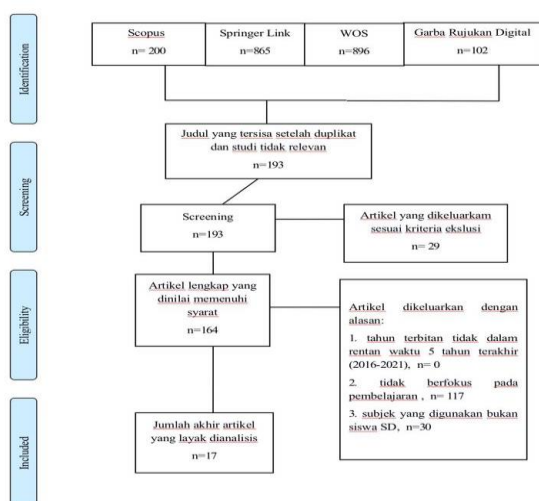 Identification
Scopus
n= 200
Springer Link
n=865
WOS
n=896
Garba Rujukan Digital
n=102
Judul yang tersisa setelah duplikat
dan studi tidak relevan
n=193
Screening
Screening
n=193
Artikel yang dikeluarkam
sesuai kriteria ekslusi
n= 29
Eligibility
Artikel lengkap yang
dinilai memenuhi
syarat
n=164
Artikel dikeluarkan dengan
alasan:
1. tahun terbitan tidak dalam
rentan waktu 5 tahun terakhir
(2016-2021), n= 0
2. tidak berfokus pada
pembelajaran , n= 117
3. subjek yang digunakan bukan
siswa SD, n=30
Included
Jumlah akhir artikel
yang layak dianalisis
n=17